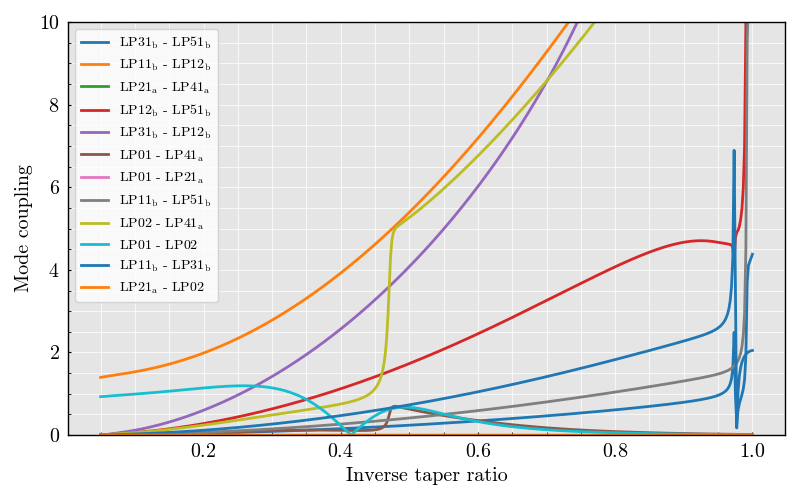 10
8
6
4
2
0
Mode coupling
LP31b - LP51b
LP11b - LP12b
LP21a - LP41a
LP12b - LP51b
LP31b - LP12b
LP01 - LP41a
LP01 - LP21a
LP11b - LP51b
LP02 - LP41a
LP01 - LP02
LP11b - LP31b
LP21a - LP02
0.2 0.4 0.6 0.8 1.0
Inverse taper ratio